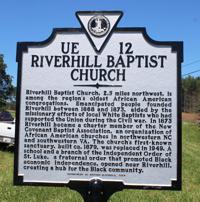 UE 12
RIVERHILL BAPTIST
CHURCH
Riverhill Baptist Church, 2.5 miles northwest, is
among the region's oldest African American
congregations. Emancipated people founded
Riverhill between 1868 and 1873, aided by the
missionary efforts of local White Baptists who had
supported the Union during the Civil War. In 1873
Riverhill became a charter member of the New
Covenant Baptist Association, an organization of
African American churches in northwestern NC
and southwestern VA. The church's first-known
sanctuary, built ca. 1879, was replaced in 1949. A
school and a branch of the Independent Order of
St. Luke, a fraternal order that promoted Black
economic independence, opened near Riverhill,
creating a hub for the Black community.